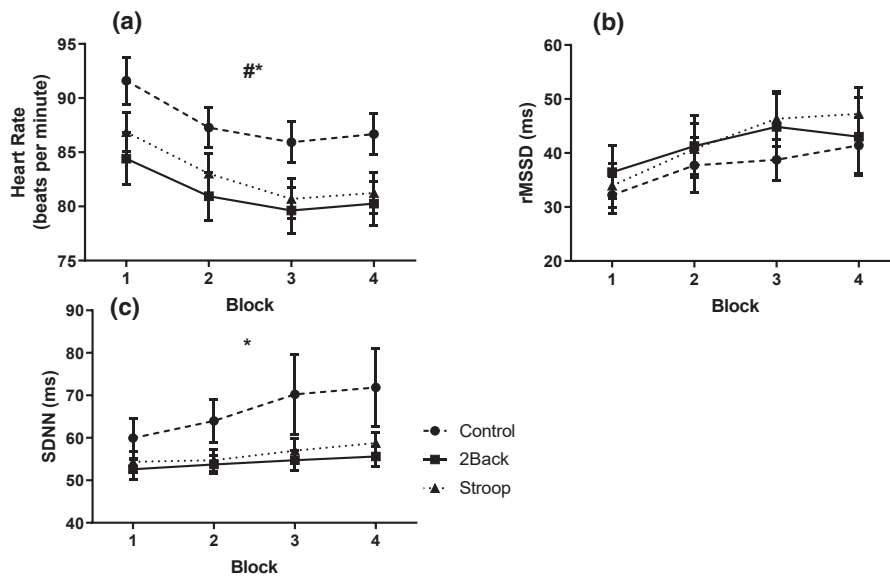 (a)
95
90
85
80
75
Heart Rate
(beats per minute)
#*
1 2 3 4
Block
(b)
60
50
40
30
20
rMSSD (ms)
1 2 3 4
Block
(c)
90
80
70
60
50
40
SDNN (ms)
*
1 2 3 4
Block
Control
2Back
Stroop